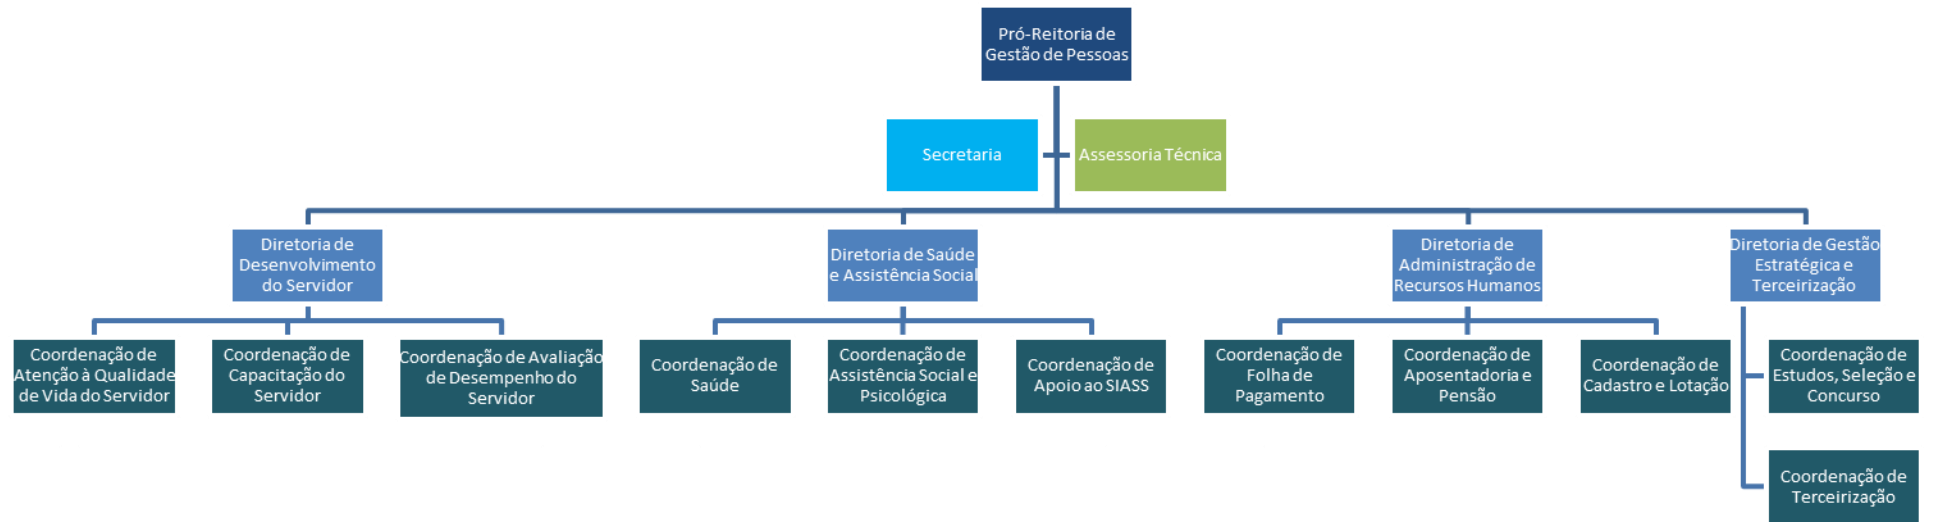 Pró-Reitoria de
Gestão de Pessoas
Secretaria
Assessoria Técnica
Diretoria de
Desenvolvimento
do Servidor
Diretoria de Saúde
e Assistência Social
Diretoria de
Administração de
Recursos Humanos
Diretoria de Gestão
Estratégica e
Terceirização
Coordenação de
Atenção à Qualidade
de Vida do Servidor
Coordenação de
Capacitação do
Servidor
Coordenação de Avaliação
de Desempenho do
Servidor
Coordenação de
Saúde
Coordenação de
Assistência Social e
Psicológica
Coordenação de
Apoio ao SIASS
Coordenação de
Folha de
Pagamento
Coordenação de
Aposentadoria e
Pensão
Coordenação de
Cadastro e Lotação
Coordenação de
Estudos, Seleção e
Concurso
Coordenação de
Terceirização